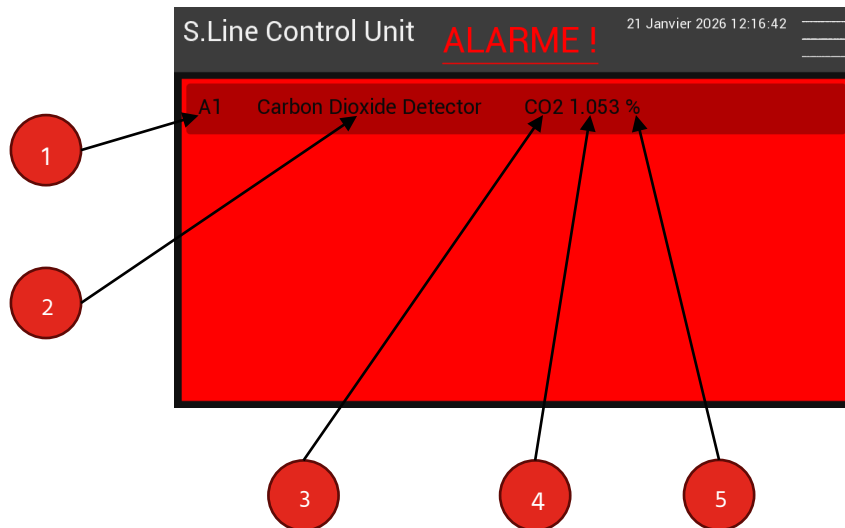 S.Line Control Unit ALARME ! 21 Janvier 2026 12:16:42
A1 Carbon Dioxide Detector CO2 1.053 %
1
2
3 4 5